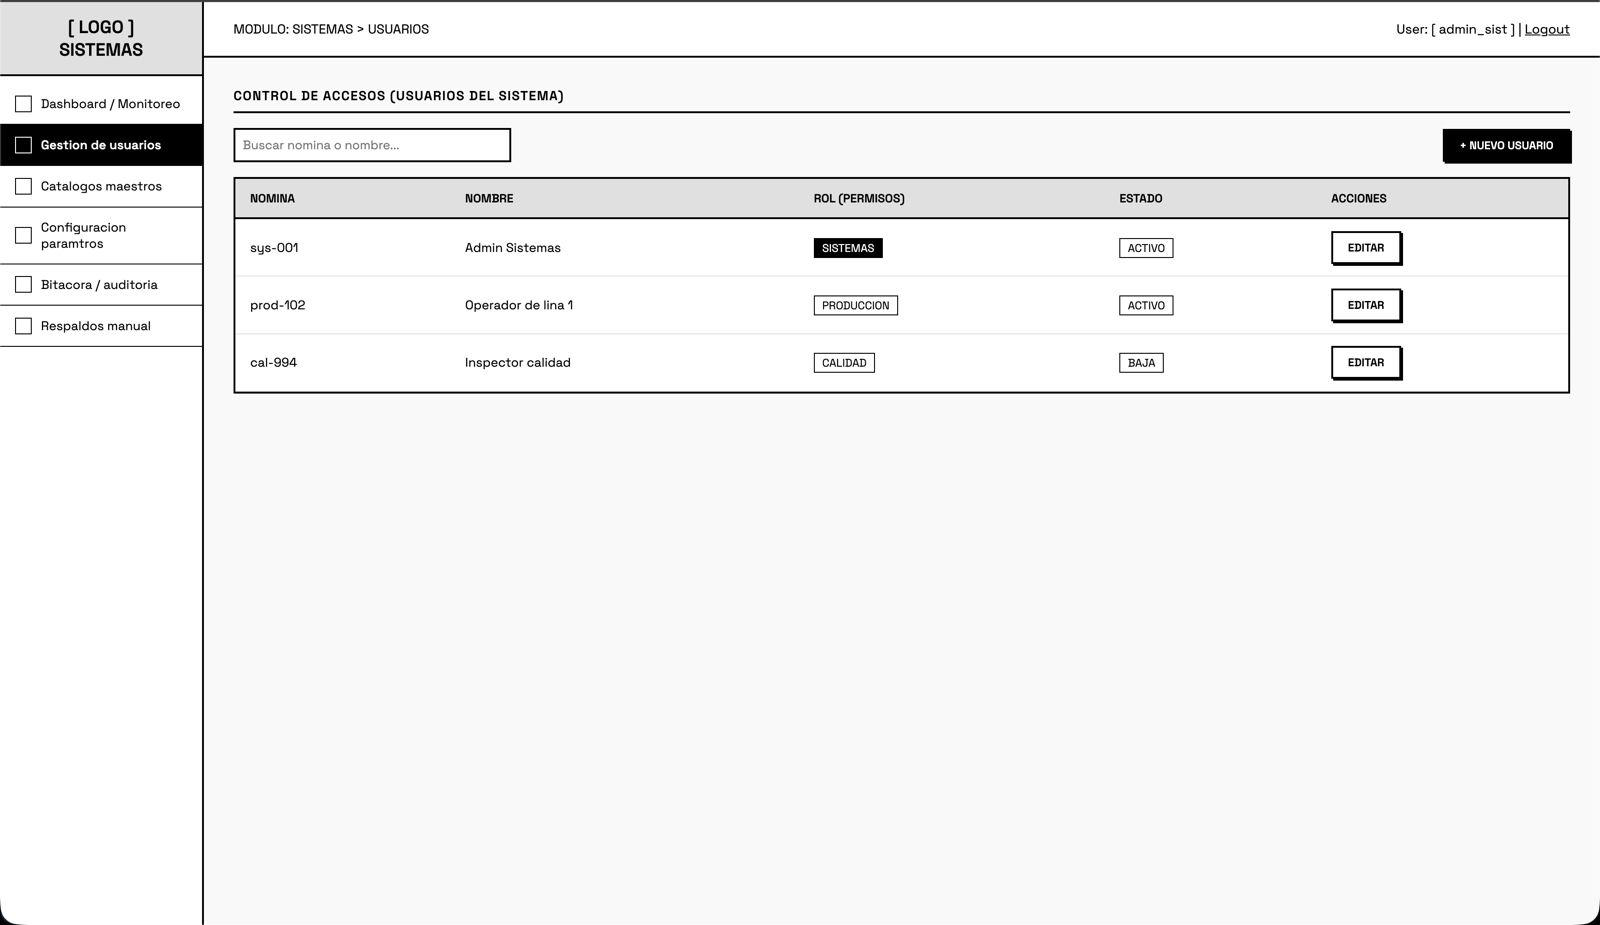 [ LOGO ]
SISTEMAS
MODULO: SISTEMAS > USUARIOS
User: [ admin_sist ] | Logout
Dashboard / Monitoreo
Gestion de usuarios
Catalogos maestros
Configuracion
paramtros
Bitacora / auditoria
Respaldos manual
CONTROL DE ACCESOS (USUARIOS DEL SISTEMA)
Buscar nomina o nombre...
+ NUEVO USUARIO
NOMINA NOMBRE ROL (PERMISOS) ESTADO ACCIONES
sys-001 Admin Sistemas SISTEMAS ACTIVO EDITAR
prod-102 Operador de lina 1 PRODUCCION ACTIVO EDITAR
cal-994 Inspector calidad CALIDAD BAJA EDITAR